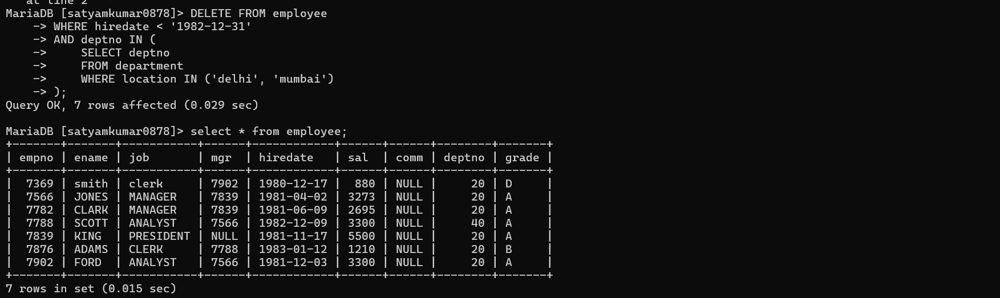 at line 2
MariaDB [satyamkumar0878]> DELETE FROM employee
    -> WHERE hiredate < '1982-12-31'
    -> AND deptno IN (
    ->     SELECT deptno
    ->     FROM department
    ->     WHERE location IN ('delhi', 'mumbai')
    -> );
Query OK, 7 rows affected (0.029 sec)

MariaDB [satyamkumar0878]> select * from employee;
+-------+-------+-----------+------+------------+------+------+--------+-------+
| empno | ename | job       | mgr  | hiredate   | sal  | comm | deptno | grade |
+-------+-------+-----------+------+------------+------+------+--------+-------+
|  7369 | smith | clerk     | 7902 | 1980-12-17 |  880 | NULL |     20 | D     |
|  7566 | JONES | MANAGER   | 7839 | 1981-04-02 | 3273 | NULL |     20 | A     |
|  7782 | CLARK | MANAGER   | 7839 | 1981-06-09 | 2695 | NULL |     20 | A     |
|  7788 | SCOTT | ANALYST   | 7566 | 1982-12-09 | 3300 | NULL |     40 | A     |
|  7839 | KING  | PRESIDENT | NULL | 1981-11-17 | 5500 | NULL |     20 | A     |
|  7876 | ADAMS | CLERK     | 7788 | 1983-01-12 | 1210 | NULL |     20 | B     |
|  7902 | FORD  | ANALYST   | 7566 | 1981-12-03 | 3300 | NULL |     20 | A     |
+-------+-------+-----------+------+------------+------+------+--------+-------+
7 rows in set (0.015 sec)